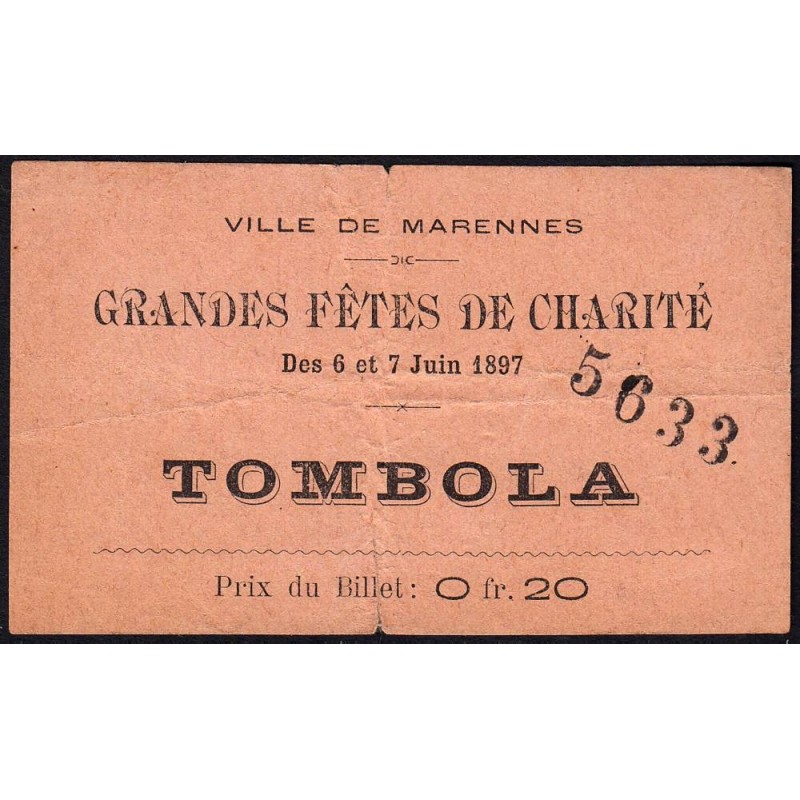 VILLE DE MARENNES
GRANDES FÊTES DE CHARITÉ
Des 6 et 7 Juin 1897
5633.
TOMBOLA
Prix du Billet : 0 fr. 20